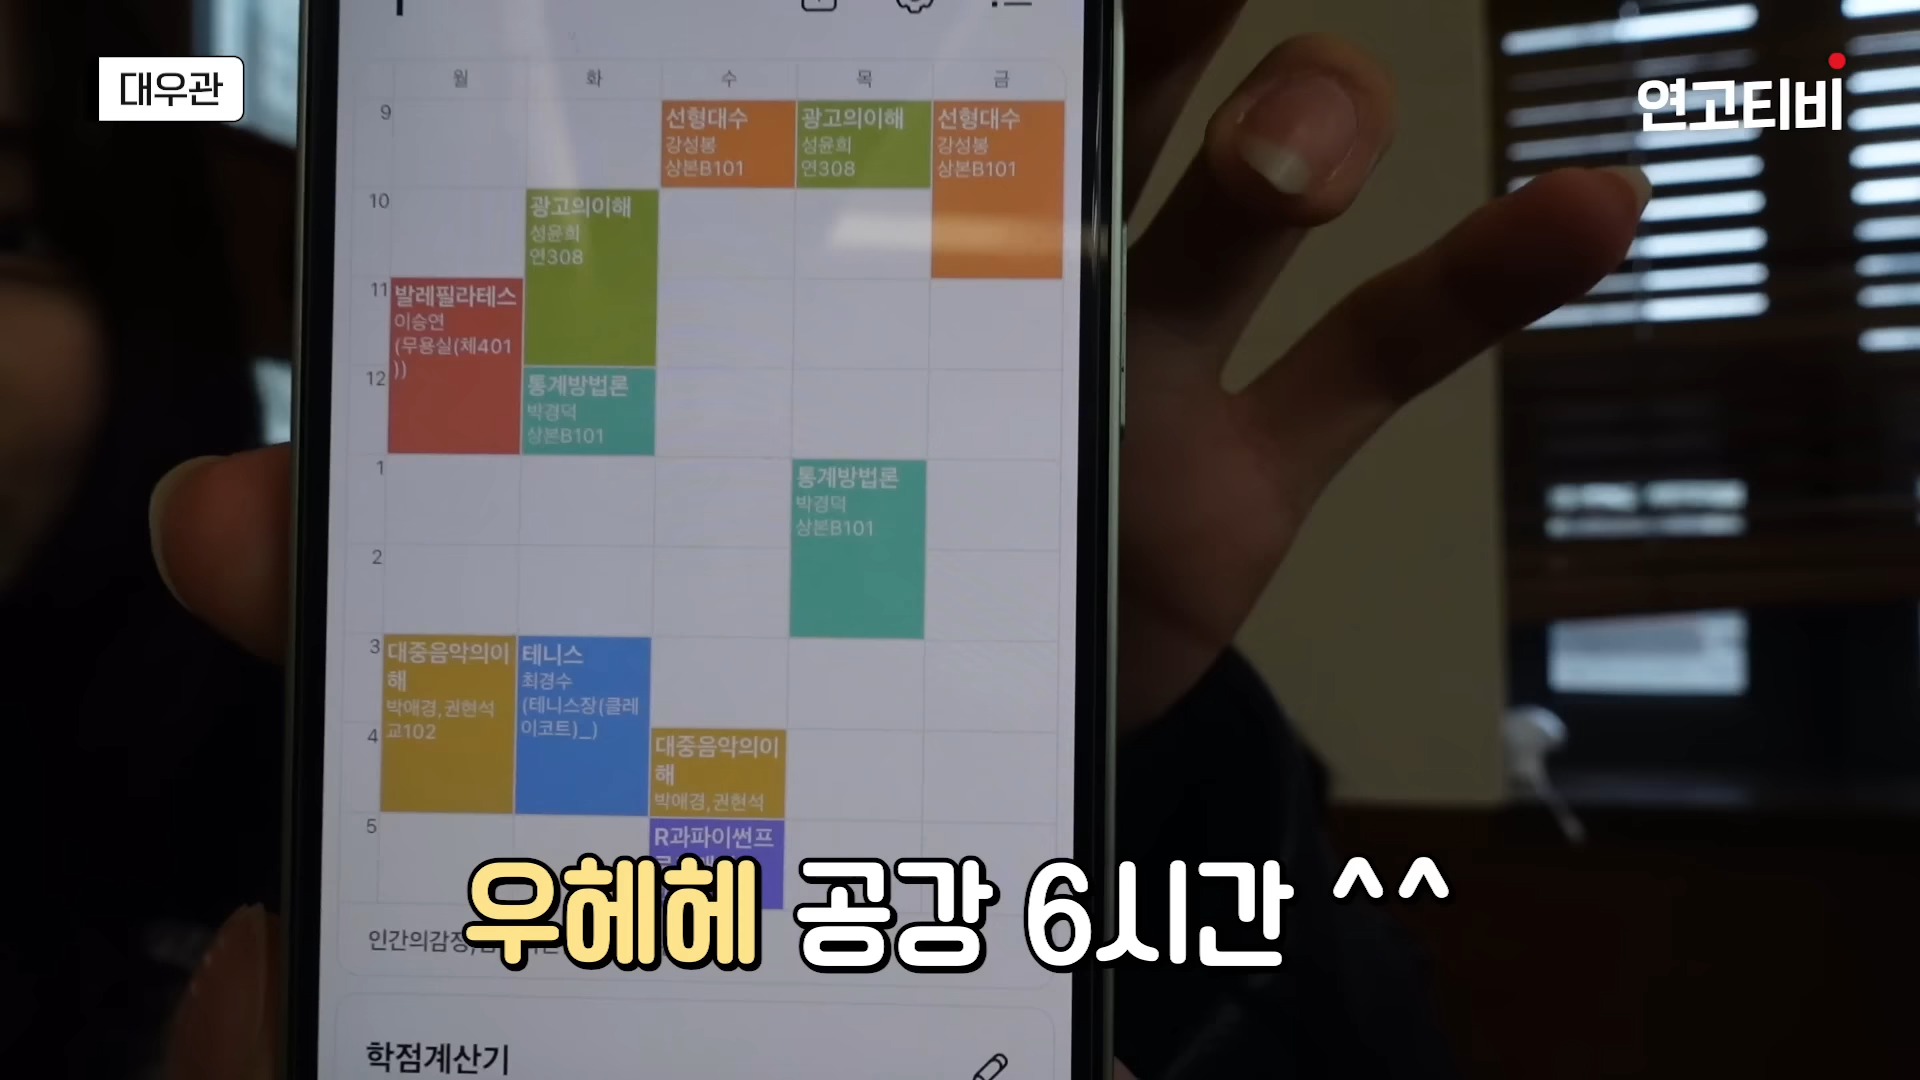 대우관
연고티비
월 화 수 목 금
9
10
11
12
1
2
3
4
5
선형대수
강성봉
상본B101
광고의이해
성윤희
연308
선형대수
강성봉
상본B101
광고의이해
성윤희
연308
발레필라테스
이승연
(무용실(체401
))
통계방법론
박경덕
상본B101
통계방법론
박경덕
상본B101
대중음악의이
해
박애경,권현석
교102
테니스
최경수
(테니스장(클레
이코트)_)
대중음악의이
해
박애경,권현석
R과파이썬프
우헤헤 공강 6시간 ^^
학점계산기